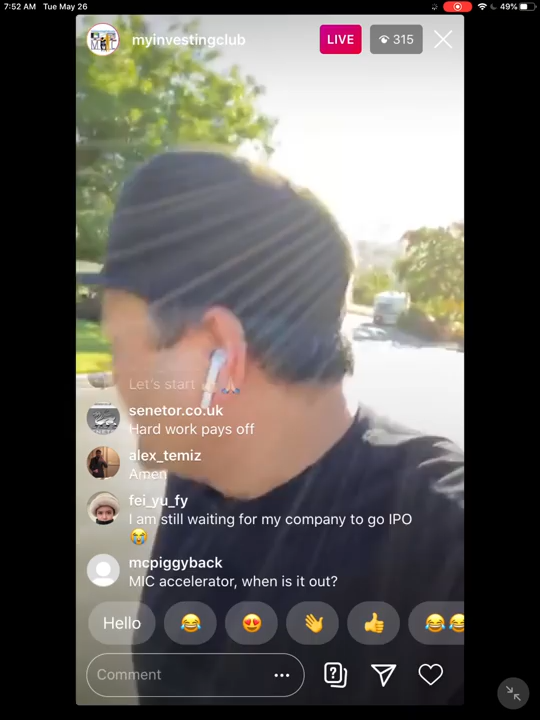 7:52 AM Tue May 26
49%
myinvestingclub
LIVE
315
Let's start
senetor.co.uk
Hard work pays off
alex_temiz
Amen
fei_yu_fy
I am still waiting for my company to go IPO
mcpiggyback
MIC accelerator, when is it out?
Hello
Comment